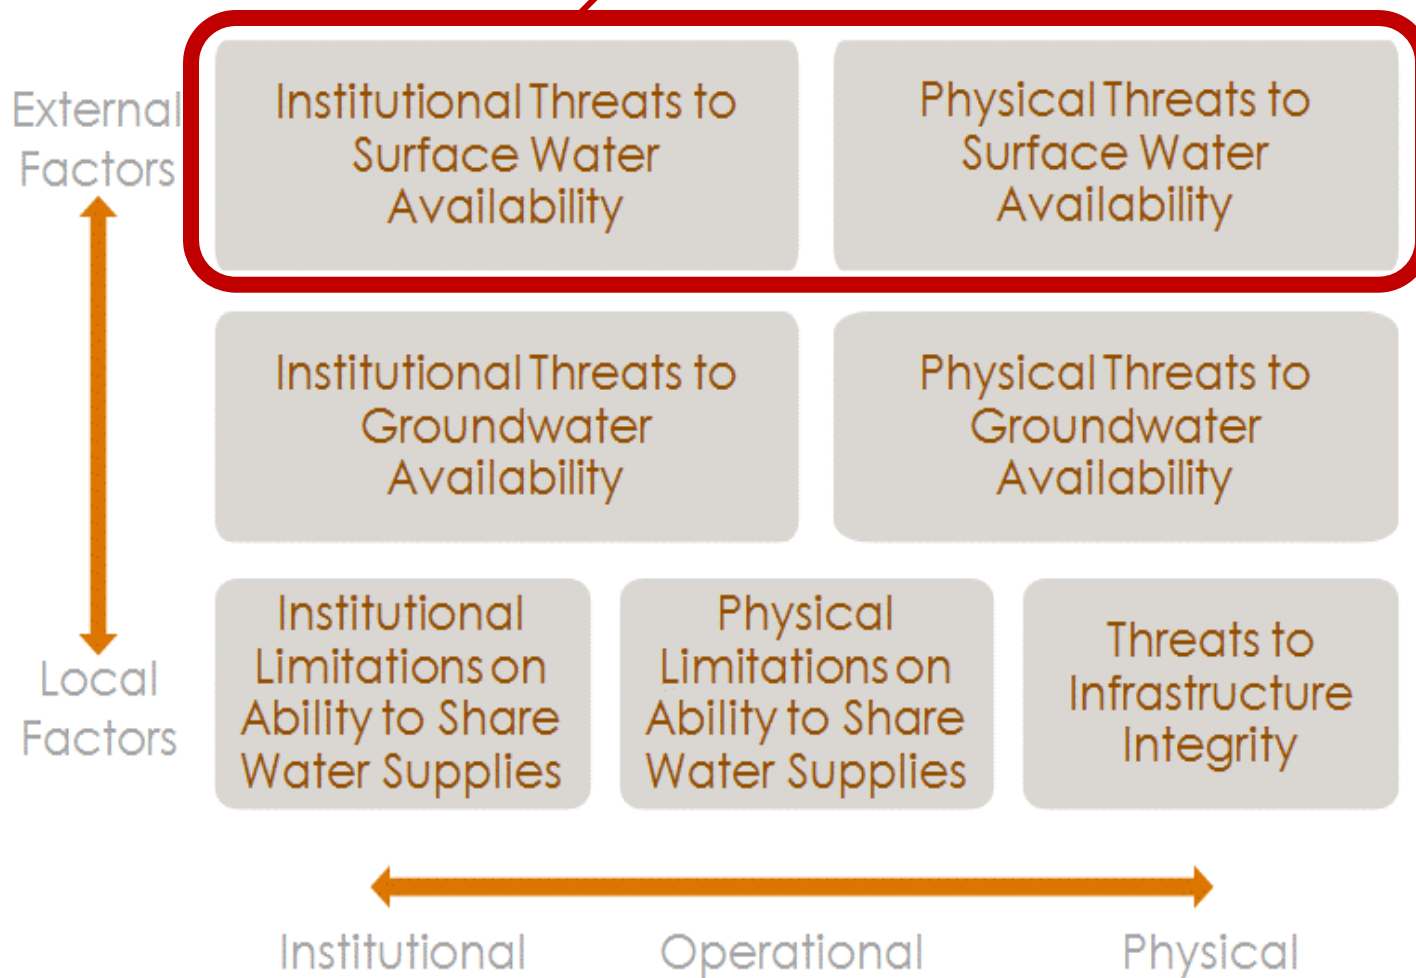 External
Factors
Institutional Threats to
Surface Water
Availability
Physical Threats to
Surface Water
Availability
Institutional Threats to
Groundwater
Availability
Physical Threats to
Groundwater
Availability
Local
Factors
Institutional
Limitations on
Ability to Share
Water Supplies
Physical
Limitations on
Ability to Share
Water Supplies
Threats to
Infrastructure
Integrity
Institutional
Operational
Physical